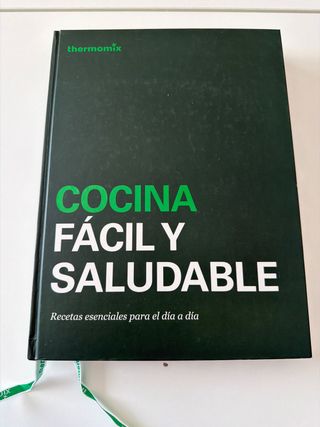 thermomix
COCINA
FÁCIL Y
SALUDABLE
Recetas esenciales para el día a día